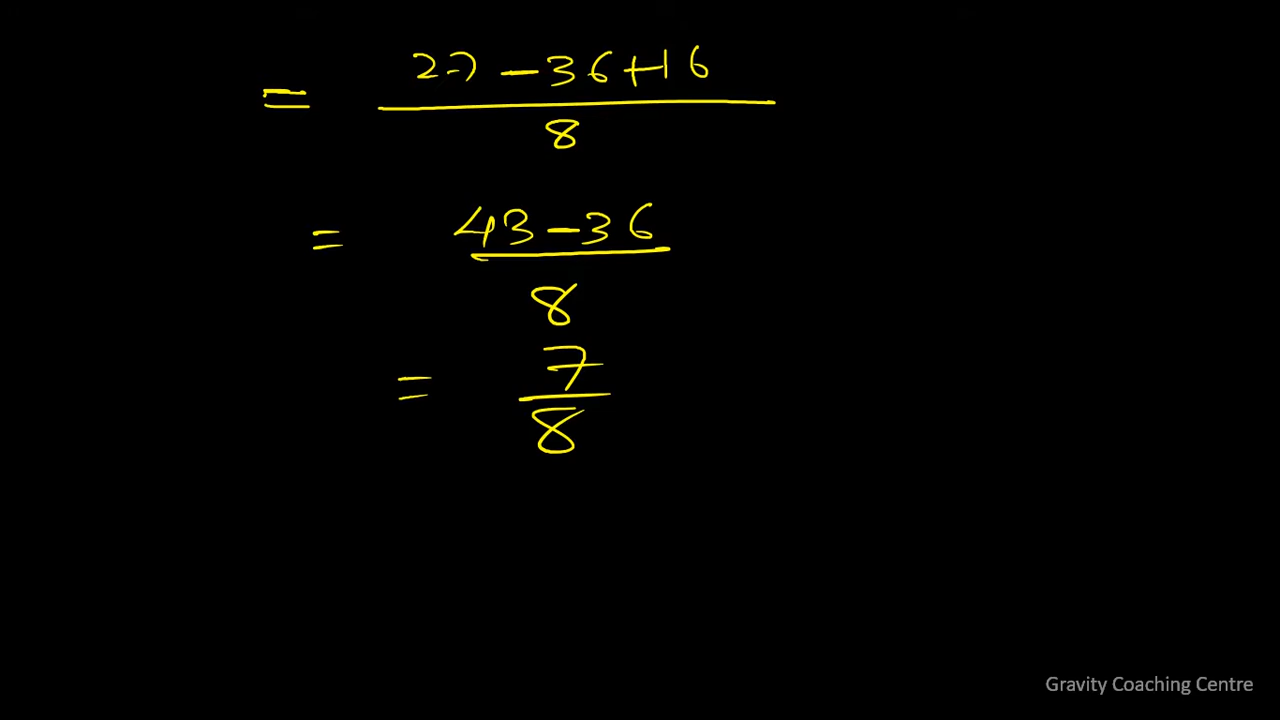 = 27 - 36 + 16
8
= 43 - 36
8
= 7
8
Gravity Coaching Centre